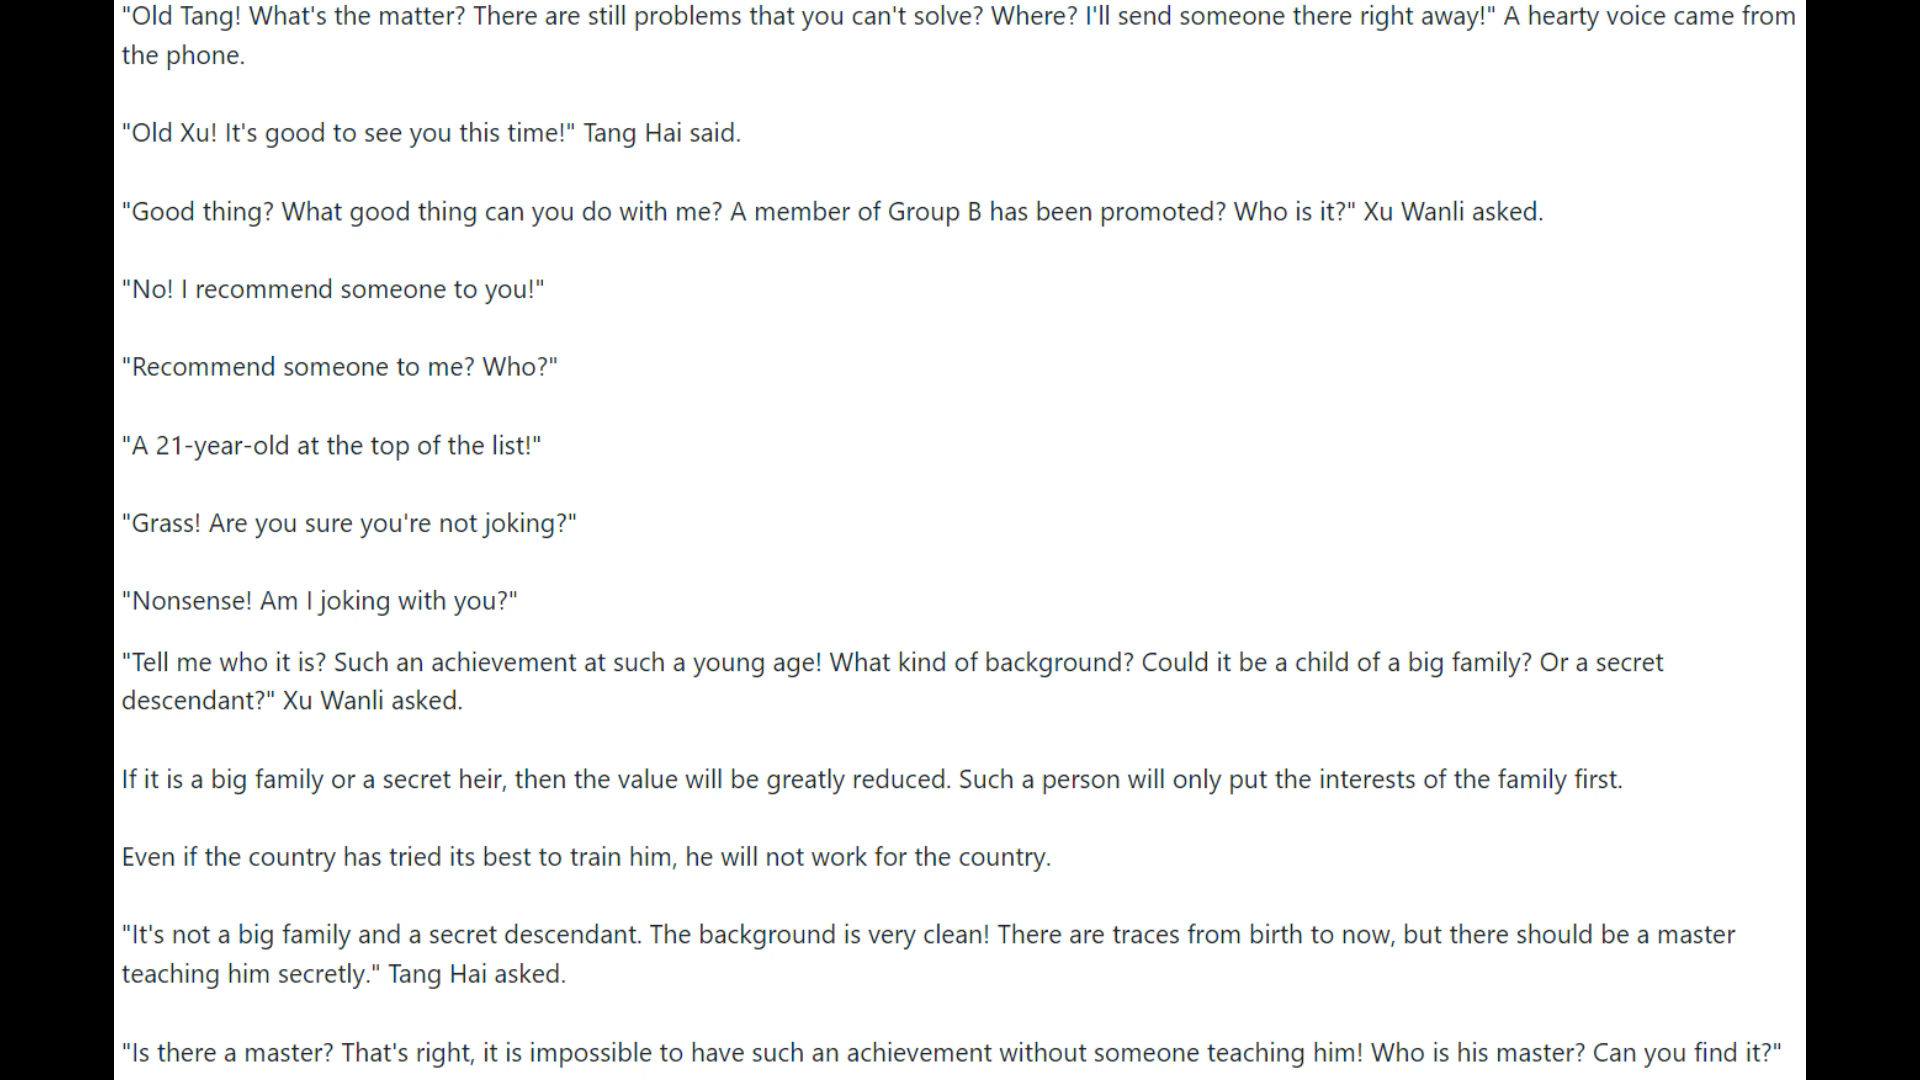 "Old Tang! What's the matter? There are still problems that you can't solve? Where? I'll send someone there right away!" A hearty voice came from
the phone.
"Old Xu! It's good to see you this time!" Tang Hai said.
"Good thing? What good thing can you do with me? A member of Group B has been promoted? Who is it?" Xu Wanli asked.
"No! I recommend someone to you!"
"Recommend someone to me? Who?"
"A 21-year-old at the top of the list!"
"Grass! Are you sure you're not joking?"
"Nonsense! Am I joking with you?"
"Tell me who it is? Such an achievement at such a young age! What kind of background? Could it be a child of a big family? Or a secret
descendant?" Xu Wanli asked.
If it is a big family or a secret heir, then the value will be greatly reduced. Such a person will only put the interests of the family first.
Even if the country has tried its best to train him, he will not work for the country.
"It's not a big family and a secret descendant. The background is very clean! There are traces from birth to now, but there should be a master
teaching him secretly." Tang Hai asked.
"Is there a master? That's right, it is impossible to have such an achievement without someone teaching him! Who is his master? Can you find it?"